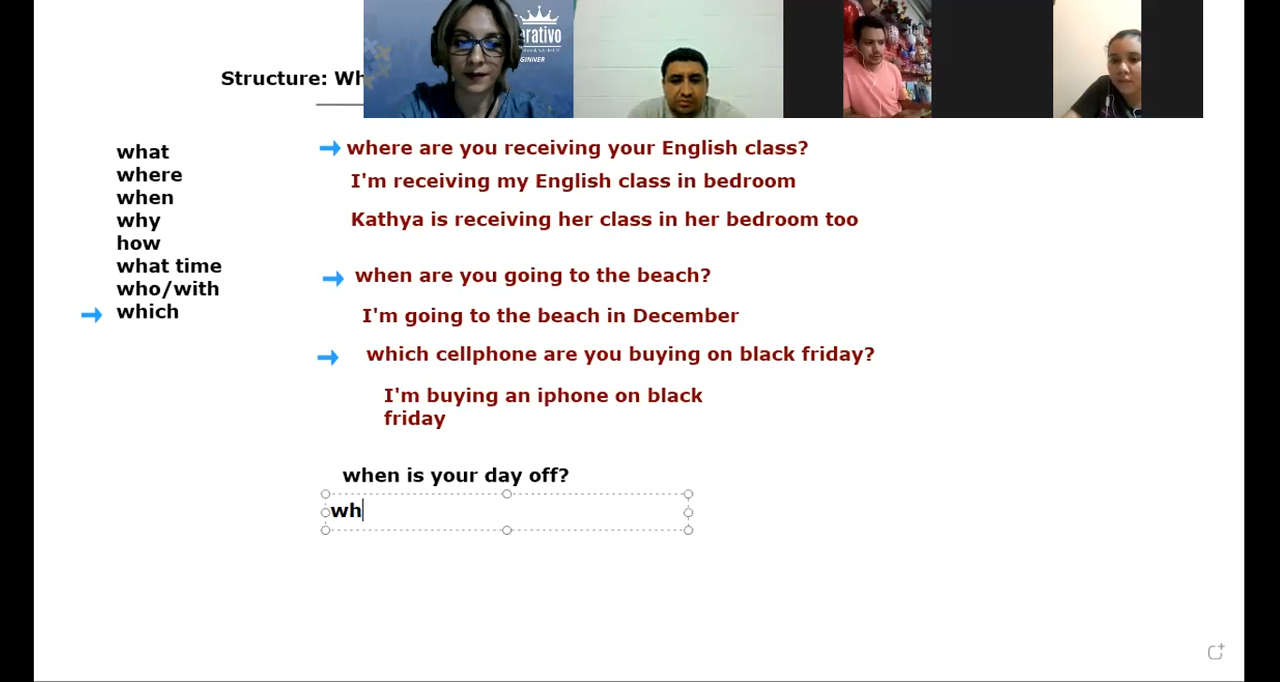 erativo
GINNER
Structure: Wh
what
where
when
why
how
what time
who/with
which
where are you receiving your English class?
I'm receiving my English class in bedroom
Kathya is receiving her class in her bedroom too
when are you going to the beach?
I'm going to the beach in December
which cellphone are you buying on black friday?
I'm buying an iphone on black
friday
when is your day off?
wh